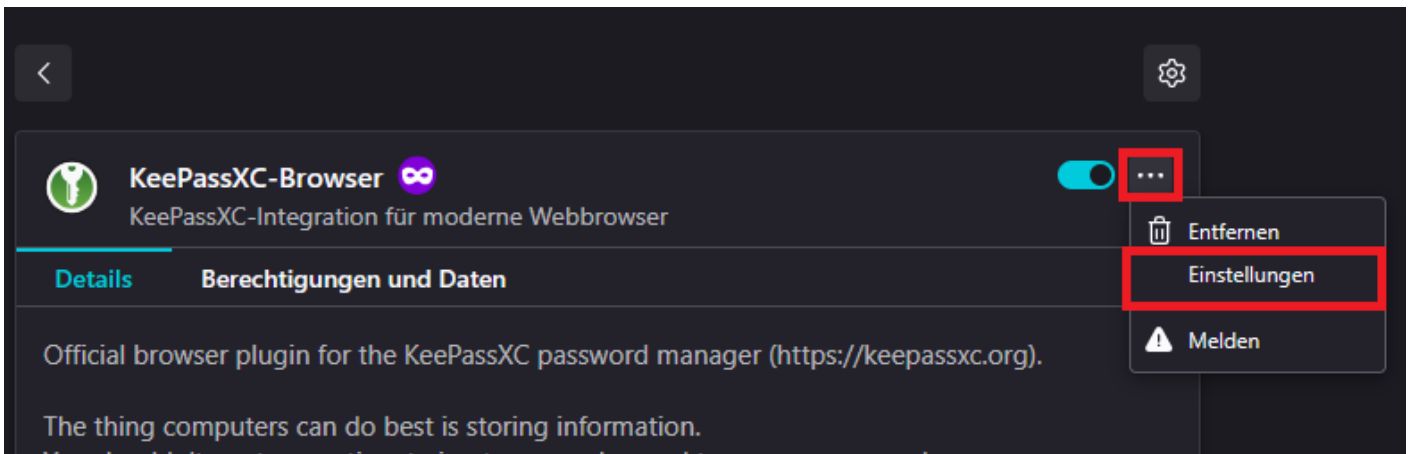 KeePassXC-Browser
KeePassXC-Integration für moderne Webbrowser
Entfernen
Details Berechtigungen und Daten
Einstellungen
Official browser plugin for the KeePassXC password manager (https://keepassxc.org).
Melden
The thing computers can do best is storing information.